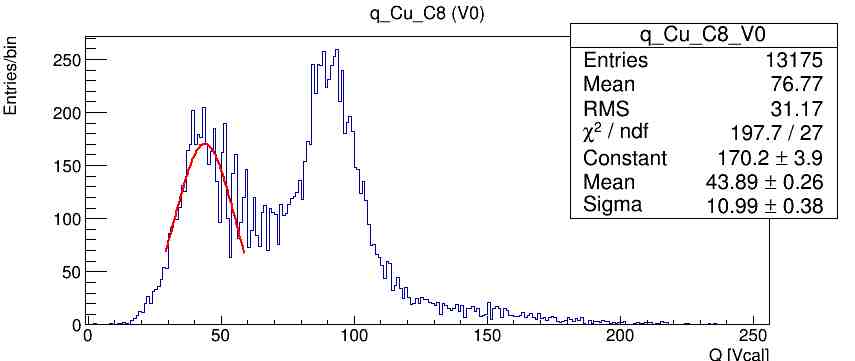 q_Cu_C8 (V0)
Entries/bin
250
200
150
100
50
0
0 50 100 150 200 250
Q [Vcal]
q_Cu_C8_V0
Entries 13175
Mean 76.77
RMS 31.17
χ² / ndf 197.7 / 27
Constant 170.2 ± 3.9
Mean 43.89 ± 0.26
Sigma 10.99 ± 0.38